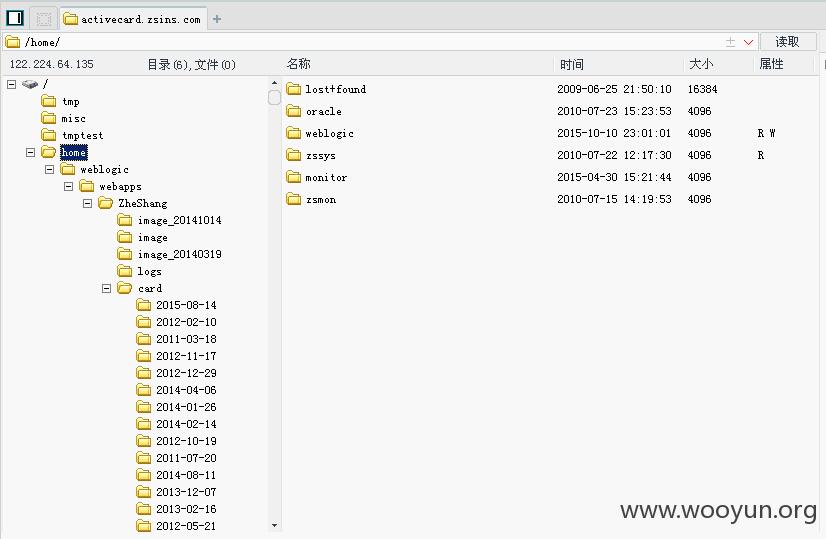 activecard.zsins.com
/home/
读取
122.224.64.135 目录(6),文件(0)
名称 时间 大小 属性
/
tmp
misc
tmptest
home
weblogic
webapps
ZheShang
image_20141014
image
image_20140319
logs
card
2015-08-14
2012-02-10
2011-03-18
2012-11-17
2012-12-29
2014-04-06
2014-01-26
2014-02-14
2012-10-19
2011-07-20
2014-08-11
2013-12-07
2013-02-16
2012-05-21
lost+found 2009-06-25 21:50:10 16384
oracle 2010-07-23 15:23:53 4096
weblogic 2015-10-10 23:01:01 4096 R W
zssys 2010-07-22 12:17:30 4096 R
monitor 2015-04-30 15:21:44 4096
zsmon 2010-07-15 14:19:53 4096
www.wooyun.org